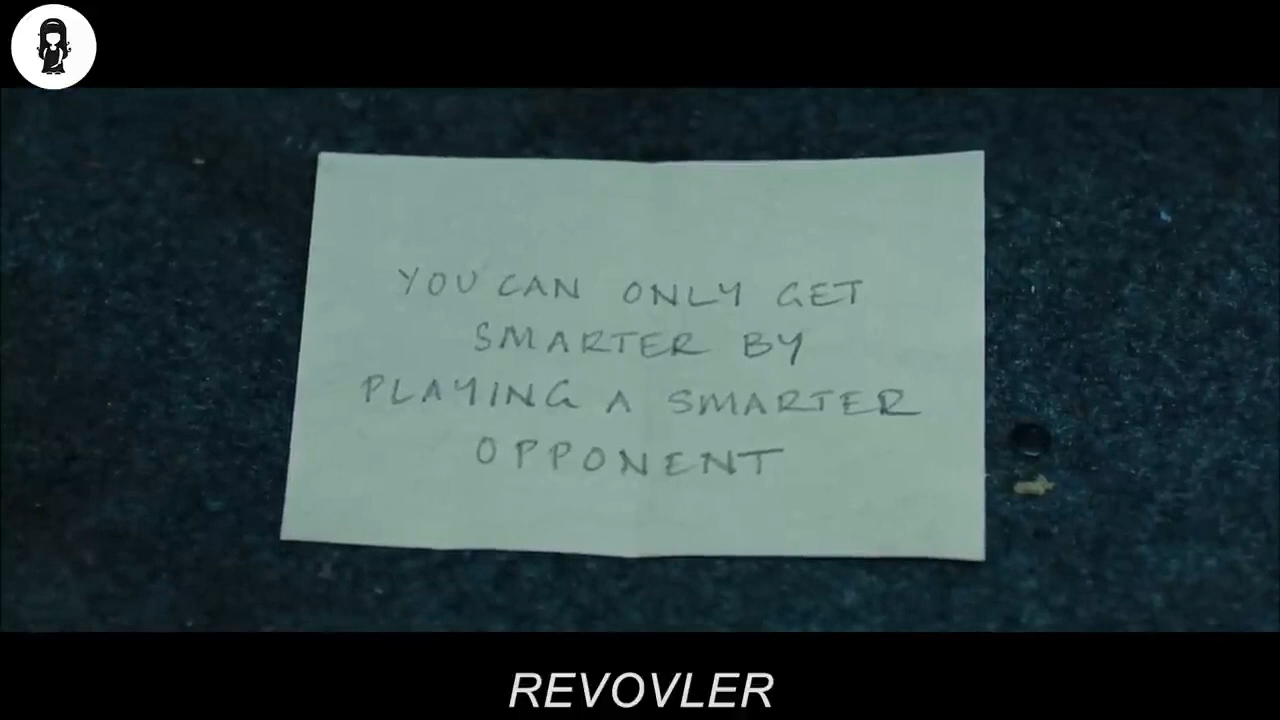 YOU CAN ONLY GET
SMARTER BY
PLAYING A SMARTER
OPPONENT
REVOVLER